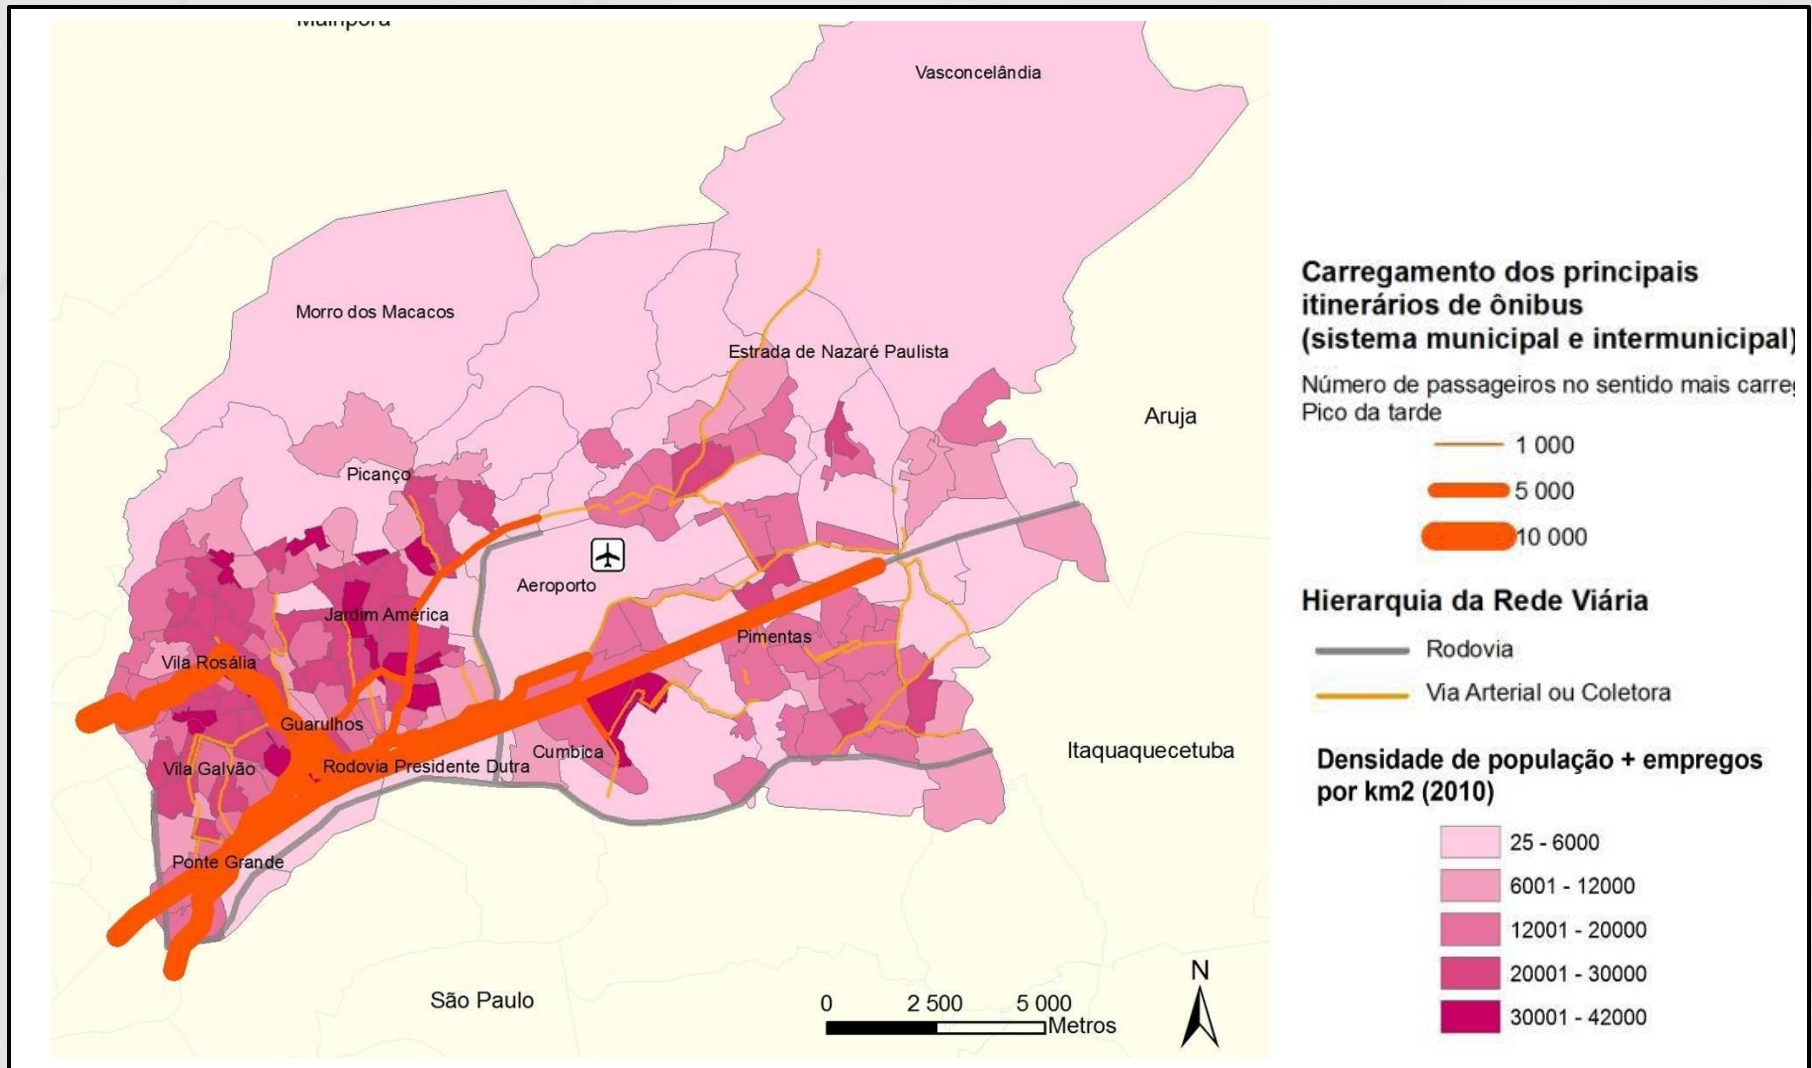 Mairiporã
Vasconcelândia
Morro dos Macacos
Estrada de Nazaré Paulista
Aruja
Picanço
Aeroporto
Jardim América
Pimentas
Vila Rosália
Guarulhos
Cumbica
Itaquaquecetuba
Vila Galvão
Rodovia Presidente Dutra
Ponte Grande
São Paulo
0 2 500 5 000
Metros
N
Carregamento dos principais
itinerários de ônibus
(sistema municipal e intermunicipal)
Número de passageiros no sentido mais
Pico da tarde
1 000
5 000
10 000
Hierarquia da Rede Viária
Rodovia
Via Arterial ou Coletora
Densidade de população + empregos
por km2 (2010)
25 - 6000
6001 - 12000
12001 - 20000
20001 - 30000
30001 - 42000